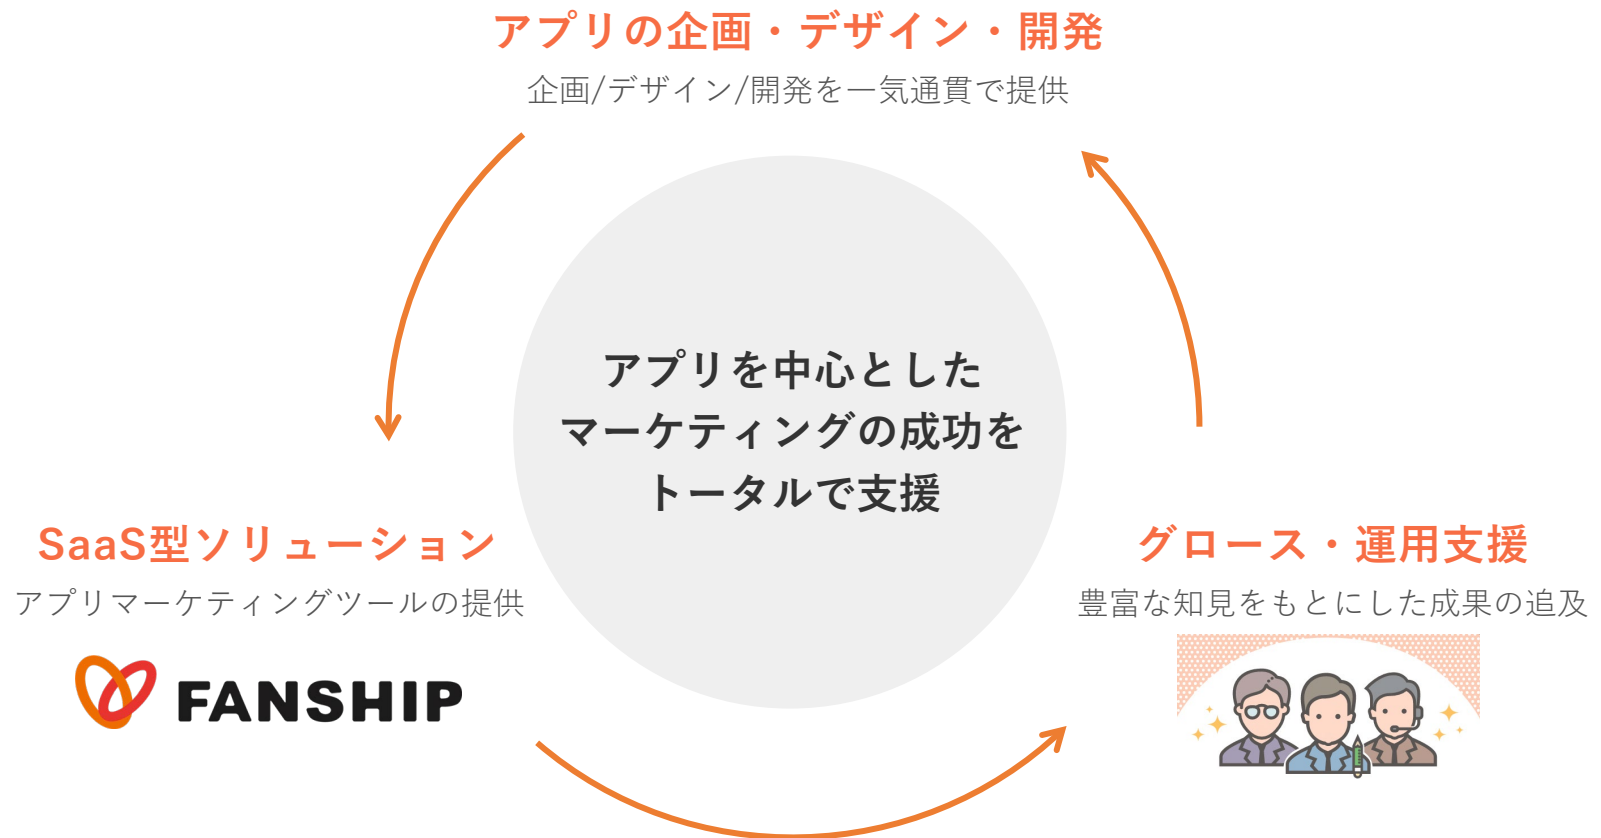 アプリの企画・デザイン・開発
企画/デザイン/開発を一気通貫で提供
アプリを中心とした
マーケティングの成功を
トータルで支援
SaaS型ソリューション
アプリマーケティングツールの提供
FANSHIP
グロース・運用支援
豊富な知見をもとにした成果の追及